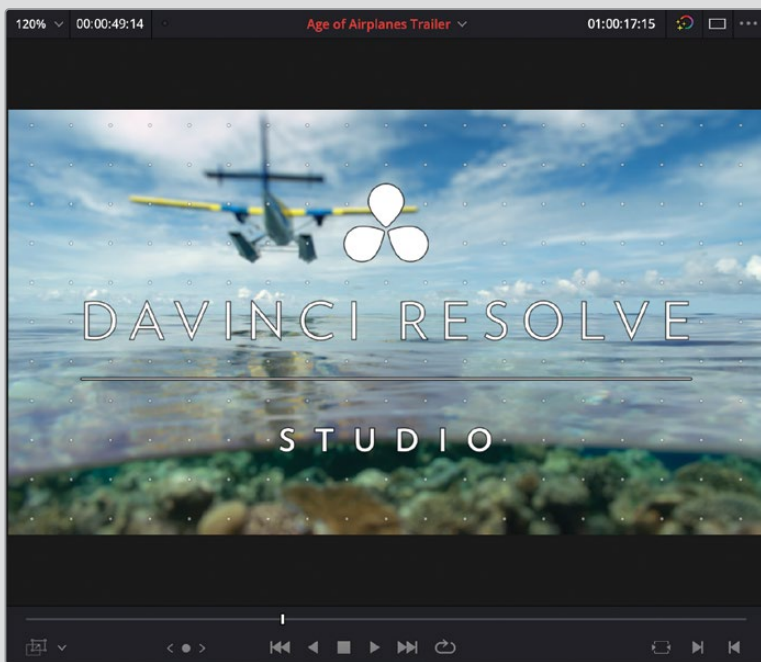 120% 00:00:49:14 Age of Airplanes Trailer 01:00:17:15
DAVINCI RESOLVE
STUDIO